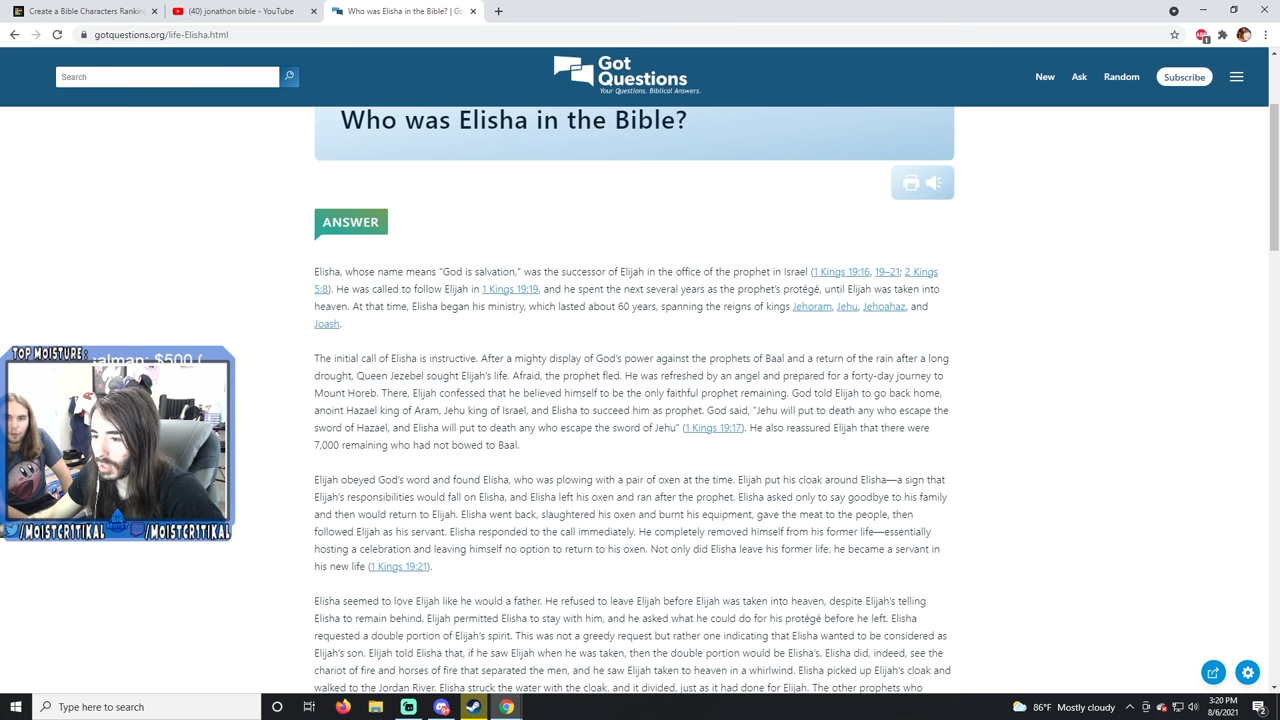 Create a Bible Characters Rankin
(40) jonathon bible - YouTube
Who was Elisha in the Bible? | Go
gotquestions.org/life-Elisha.html
1
Search
Got
Questions
Your Questions. Biblical Answers.
New
Ask
Random
Subscribe
Who was Elisha in the Bible?
ANSWER
Elisha, whose name means "God is salvation," was the successor of Elijah in the office of the prophet in Israel (1 Kings 19:16, 19–21; 2 Kings
5:8). He was called to follow Elijah in 1 Kings 19:19, and he spent the next several years as the prophet's protégé, until Elijah was taken into
heaven. At that time, Elisha began his ministry, which lasted about 60 years, spanning the reigns of kings Jehoram, Jehu, Jehoahaz, and
Joash.
The initial call of Elisha is instructive. After a mighty display of God's power against the prophets of Baal and a return of the rain after a long
drought, Queen Jezebel sought Elijah's life. Afraid, the prophet fled. He was refreshed by an angel and prepared for a forty-day journey to
Mount Horeb. There, Elijah confessed that he believed himself to be the only faithful prophet remaining. God told Elijah to go back home,
anoint Hazael king of Aram, Jehu king of Israel, and Elisha to succeed him as prophet. God said, "Jehu will put to death any who escape the
sword of Hazael, and Elisha will put to death any who escape the sword of Jehu" (1 Kings 19:17). He also reassured Elijah that there were
7,000 remaining who had not bowed to Baal.
Elijah obeyed God's word and found Elisha, who was plowing with a pair of oxen at the time. Elijah put his cloak around Elisha—a sign that
Elijah's responsibilities would fall on Elisha, and Elisha left his oxen and ran after the prophet. Elisha asked only to say goodbye to his family
and then would return to Elijah. Elisha went back, slaughtered his oxen and burnt his equipment, gave the meat to the people, then
followed Elijah as his servant. Elisha responded to the call immediately. He completely removed himself from his former life—essentially
hosting a celebration and leaving himself no option to return to his oxen. Not only did Elisha leave his former life, he became a servant in
his new life (1 Kings 19:21).
Elisha seemed to love Elijah like he would a father. He refused to leave Elijah before Elijah was taken into heaven, despite Elijah's telling
Elisha to remain behind. Elijah permitted Elisha to stay with him, and he asked what he could do for his protégé before he left. Elisha
requested a double portion of Elijah's spirit. This was not a greedy request but rather one indicating that Elisha wanted to be considered as
Elijah's son. Elijah told Elisha that, if he saw Elijah when he was taken, then the double portion would be Elisha's. Elisha did, indeed, see the
chariot of fire and horses of fire that separated the men, and he saw Elijah taken to heaven in a whirlwind. Elisha picked up Elijah's cloak and
walked to the Jordan River. Elisha struck the water with the cloak, and it divided, just as it had done for Elijah. The other prophets who
TOP MOISTURE:
salman: $500 (
/MOISTCRITIKAL
BIG
MOIST
/MOISTCRITIKAL
Type here to search
86°F Mostly cloudy
3:20 PM
8/6/2021
2